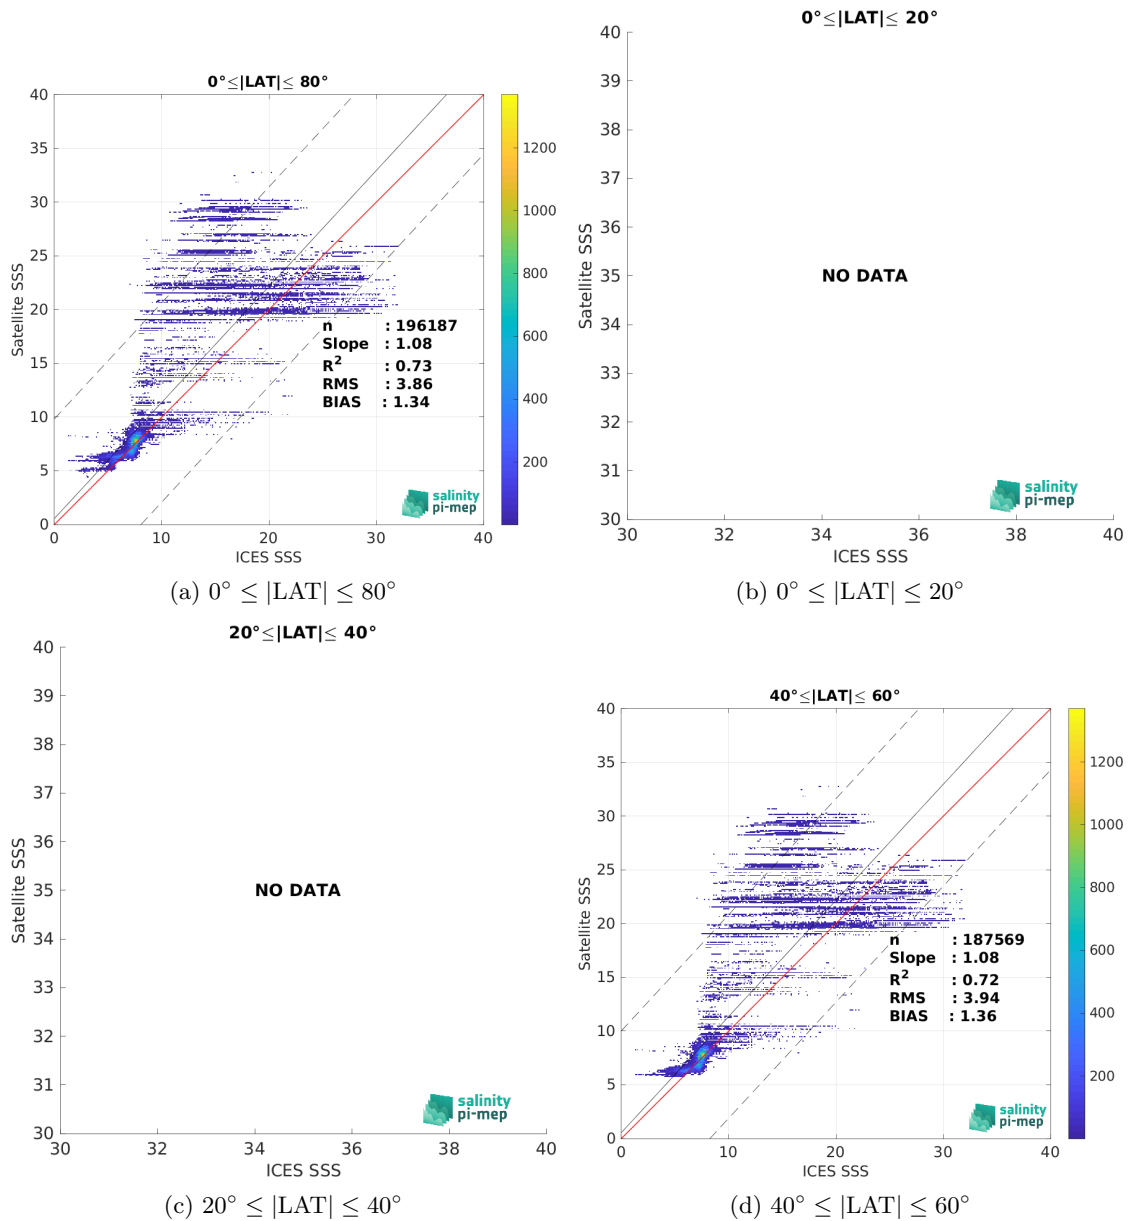 0°≤|LAT|≤ 80°
40
35
30
25
20
15
10
5
0
Satellite SSS
0
10
20
30
40
ICES SSS
1200
1000
800
600
400
200
n : 196187
Slope : 1.08
R² : 0.73
RMS : 3.86
BIAS : 1.34
salinity
pi-mep
(a) 0° ≤ |LAT| ≤ 80°
0°≤|LAT|≤ 20°
40
39
38
37
36
35
34
33
32
31
30
Satellite SSS
NO DATA
30
32
34
36
38
40
ICES SSS
salinity
pi-mep
(b) 0° ≤ |LAT| ≤ 20°
20°≤|LAT|≤ 40°
40
39
38
37
36
35
34
33
32
31
30
Satellite SSS
NO DATA
30
32
34
36
38
40
ICES SSS
salinity
pi-mep
(c) 20° ≤ |LAT| ≤ 40°
40°≤|LAT|≤ 60°
40
35
30
25
20
15
10
5
0
Satellite SSS
0
10
20
30
40
ICES SSS
1200
1000
800
600
400
200
n : 187569
Slope : 1.08
R² : 0.72
RMS : 3.94
BIAS : 1.36
salinity
pi-mep
(d) 40° ≤ |LAT| ≤ 60°